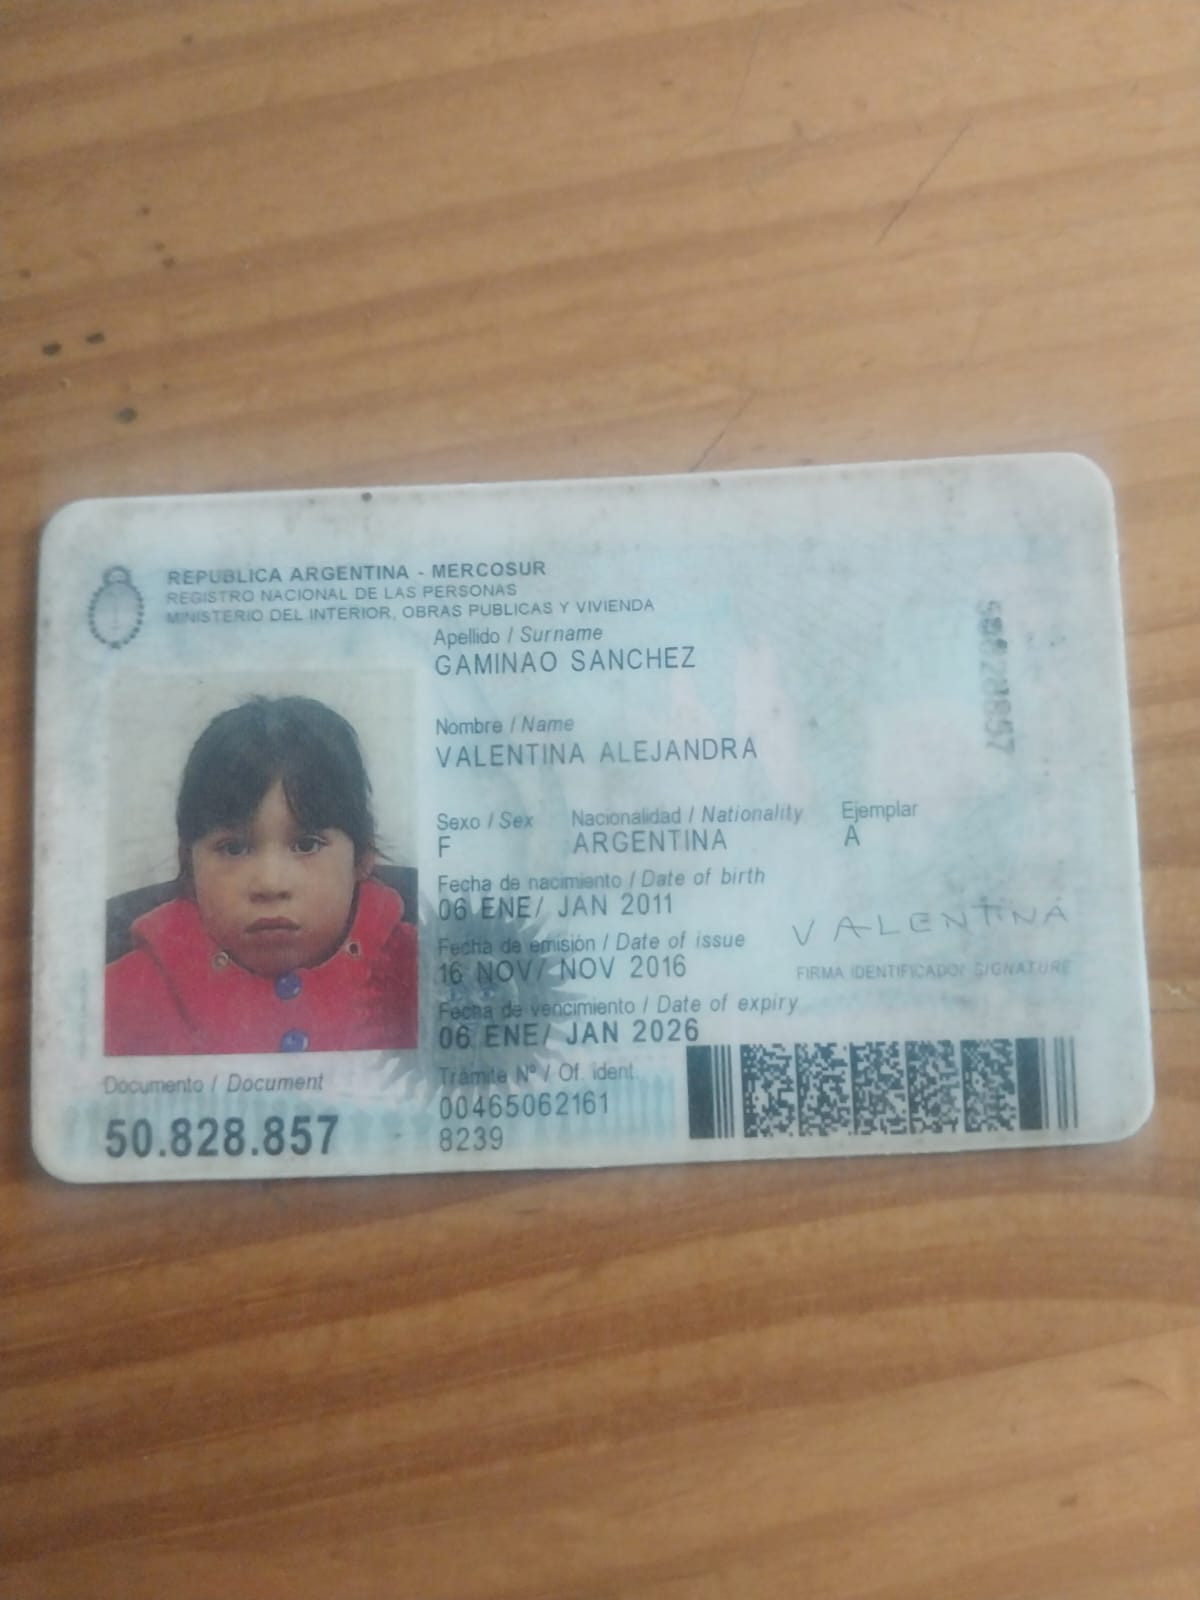 REPUBLICA ARGENTINA - MERCOSUR
REGISTRO NACIONAL DE LAS PERSONAS
MINISTERIO DEL INTERIOR, OBRAS PUBLICAS Y VIVIENDA
Apellido / Surname
GAMINAO SANCHEZ
Nombre / Name
VALENTINA ALEJANDRA
Sexo / Sex Nacionalidad / Nationality Ejemplar
F ARGENTINA A
Fecha de nacimiento / Date of birth
06 ENE/ JAN 2011
Fecha de emisión / Date of issue
16 NOV/ NOV 2016
VALENTINA
FIRMA IDENTIFICADO/ SIGNATURE
Fecha de vencimiento / Date of expiry
06 ENE/ JAN 2026
Documento / Document
50.828.857
Trámite Nº / Of. ident.
00465062161
8239